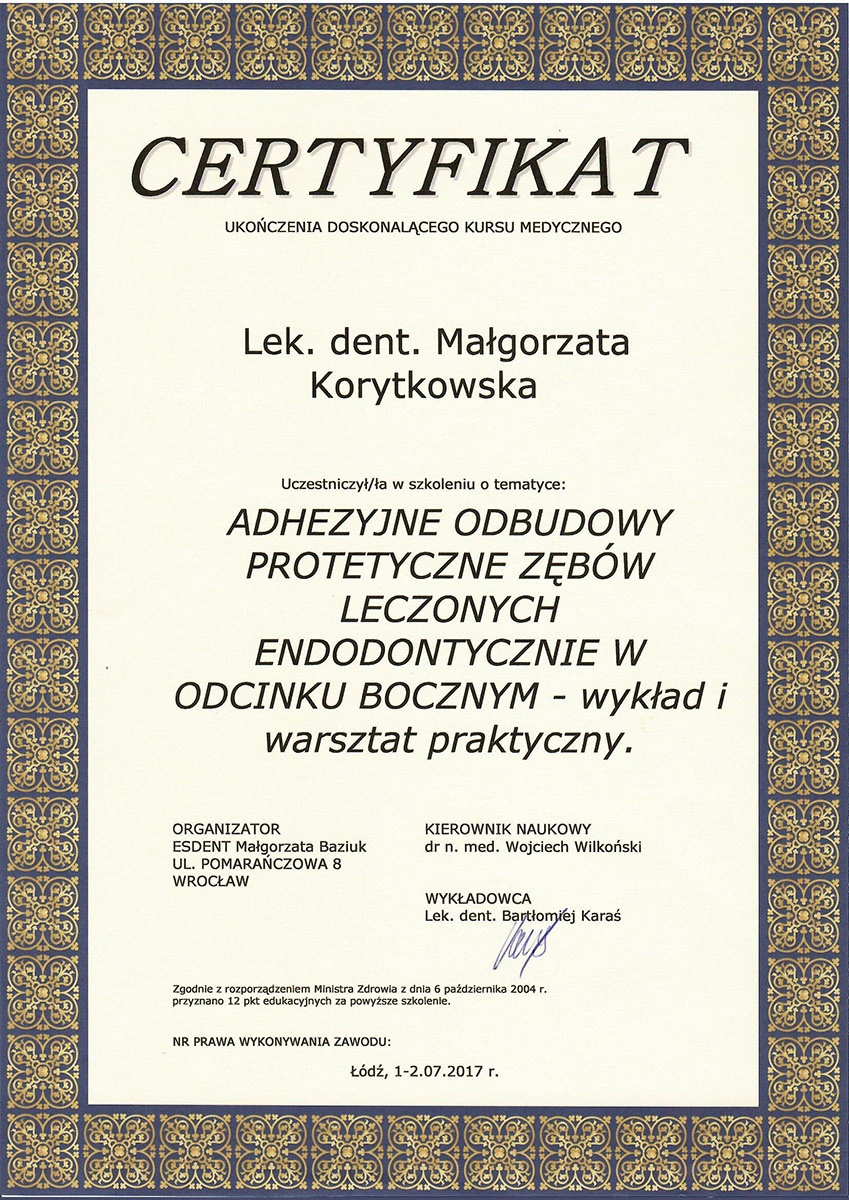 CERTYFIKAT
UKOŃCZENIA DOSKONALĄCEGO KURSU MEDYCZNEGO
Lek. dent. Małgorzata
Korytkowska
Uczestniczył/ła w szkoleniu o tematyce:
ADHEZYJNE ODBUDOWY
PROTETYCZNE ZĘBÓW
LECZONYCH
ENDODONTYCZNIE W
ODCINKU BOCZNYM - wykład i
warsztat praktyczny.
ORGANIZATOR
ESDENT Małgorzata Baziuk
UL. POMARAŃCZOWA 8
WROCŁAW
KIEROWNIK NAUKOWY
dr n. med. Wojciech Wilkoński
WYKŁADOWCA
Lek. dent. Bartłomiej Karaś
Zgodnie z rozporządzeniem Ministra Zdrowia z dnia 6 października 2004 r.
przyznano 12 pkt edukacyjnych za powyższe szkolenie.
NR PRAWA WYKONYWANIA ZAWODU:
Łódź, 1-2.07.2017 r.